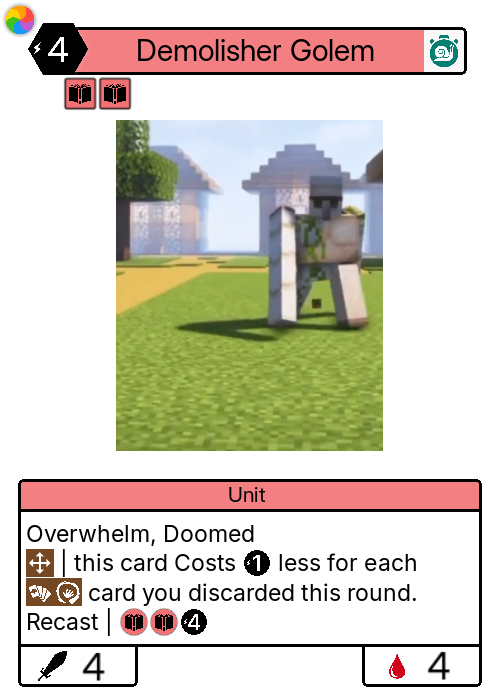 4
Demolisher Golem
Unit
Overwhelm, Doomed
| this card Costs 1 less for each
card you discarded this round.
Recast | 4
4
4